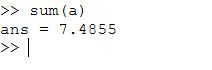 >> sum(a)
ans = 7.4855
>>